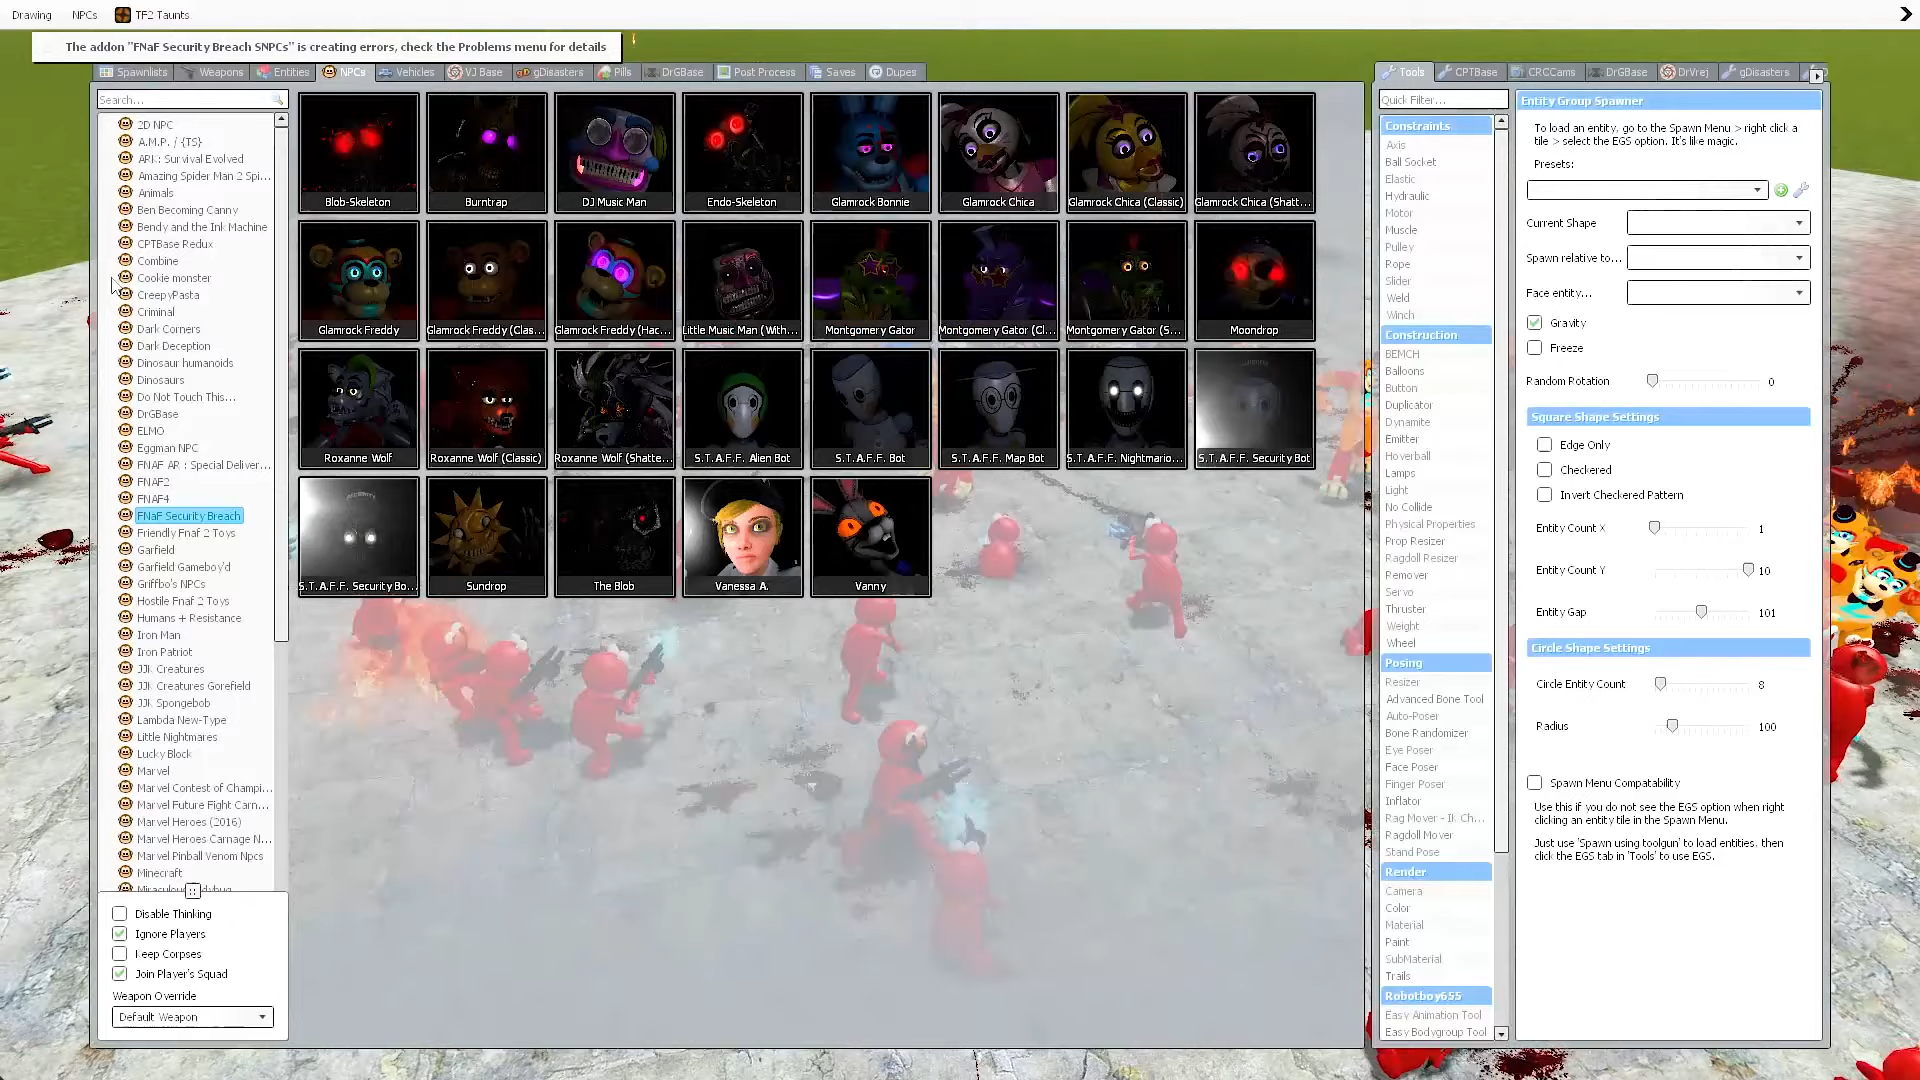 Drawing NPCs TF2 Taunts
The addon "FNaF Security Breach SNPCs" is creating errors, check the Problems menu for details
Spawnlists Weapons Entities NPCs Vehicles VJ Base gDisasters Pills DrGBase Post Process Saves Dupes
Search...
2D NPC
A.M.P. / {TS}
ARK: Survival Evolved
Amazing Spider Man 2 Spi...
Animals
Ben Becoming Canny
Bendy and the Ink Machine
CPTBase Redux
Combine
Cookie monster
CreepyPasta
Criminal
Dark Corners
Dark Deception
Dinosaur humanoids
Dinosaurs
Do Not Touch This...
DrGBase
ELMO
Eggman NPC
FNAF AR : Special Deliver...
FNAF2
FNAF4
FNaF Security Breach
Friendly Fnaf 2 Toys
Garfield
Garfield Gameboy'd
Griffbo's NPCs
Hostile Fnaf 2 Toys
Humans + Resistance
Iron Man
Iron Patriot
JJK Creatures
JJK Creatures Gorefield
JJK Spongebob
Lambda New-Type
Little Nightmares
Lucky Block
Marvel
Marvel Contest of Champi...
Marvel Future Fight Carn...
Marvel Heroes (2016)
Marvel Heroes Carnage N...
Marvel Pinball Venom Npcs
Minecraft
Disable Thinking
Ignore Players
Keep Corpses
Join Player's Squad
Weapon Override
Default Weapon
Blob-Skeleton Burntrap DJ Music Man Endo-Skeleton Glamrock Bonnie Glamrock Chica Glamrock Chica (Classic) Glamrock Chica (Shatt...
Glamrock Freddy Glamrock Freddy (Clas... Glamrock Freddy (Hac... Little Music Man (With... Montgomery Gator Montgomery Gator (Cl... Montgomery Gator (S... Moondrop
Roxanne Wolf Roxanne Wolf (Classic) Roxanne Wolf (Shatte... S.T.A.F.F. Alien Bot S.T.A.F.F. Bot S.T.A.F.F. Map Bot S.T.A.F.F. Nightmario... S.T.A.F.F. Security Bot
S.T.A.F.F. Security Bo... Sundrop The Blob Vanessa A. Vanny
Tools CPTBase CRCCams DrGBase DrVrej gDisasters
Quick Filter...
Constraints
Axis
Ball Socket
Elastic
Hydraulic
Motor
Muscle
Pulley
Rope
Slider
Weld
Winch
Construction
BEMCH
Balloons
Button
Duplicator
Dynamite
Emitter
Hoverball
Lamps
Light
No Collide
Physical Properties
Prop Resizer
Ragdoll Resizer
Remover
Servo
Thruster
Weight
Wheel
Posing
Resizer
Advanced Bone Tool
Auto-Poser
Bone Randomizer
Eye Poser
Face Poser
Finger Poser
Inflator
Rag Mover - IK Ch...
Ragdoll Mover
Stand Pose
Render
Camera
Color
Material
Paint
SubMaterial
Trails
Robotboy655
Easy Animation Tool
Easy Bodygroup Tool
Entity Group Spawner
To load an entity, go to the Spawn Menu > right click a
tile > select the EGS option. It's like magic.
Presets:
Current Shape
Spawn relative to...
Face entity...
Gravity
Freeze
Random Rotation 0
Square Shape Settings
Edge Only
Checkered
Invert Checkered Pattern
Entity Count X 1
Entity Count Y 10
Entity Gap 101
Circle Shape Settings
Circle Entity Count 8
Radius 100
Spawn Menu Compatability
Use this if you do not see the EGS option when right
clicking an entity tile in the Spawn Menu.
Just use 'Spawn using toolgun' to load entities, then
click the EGS tab in 'Tools' to use EGS.